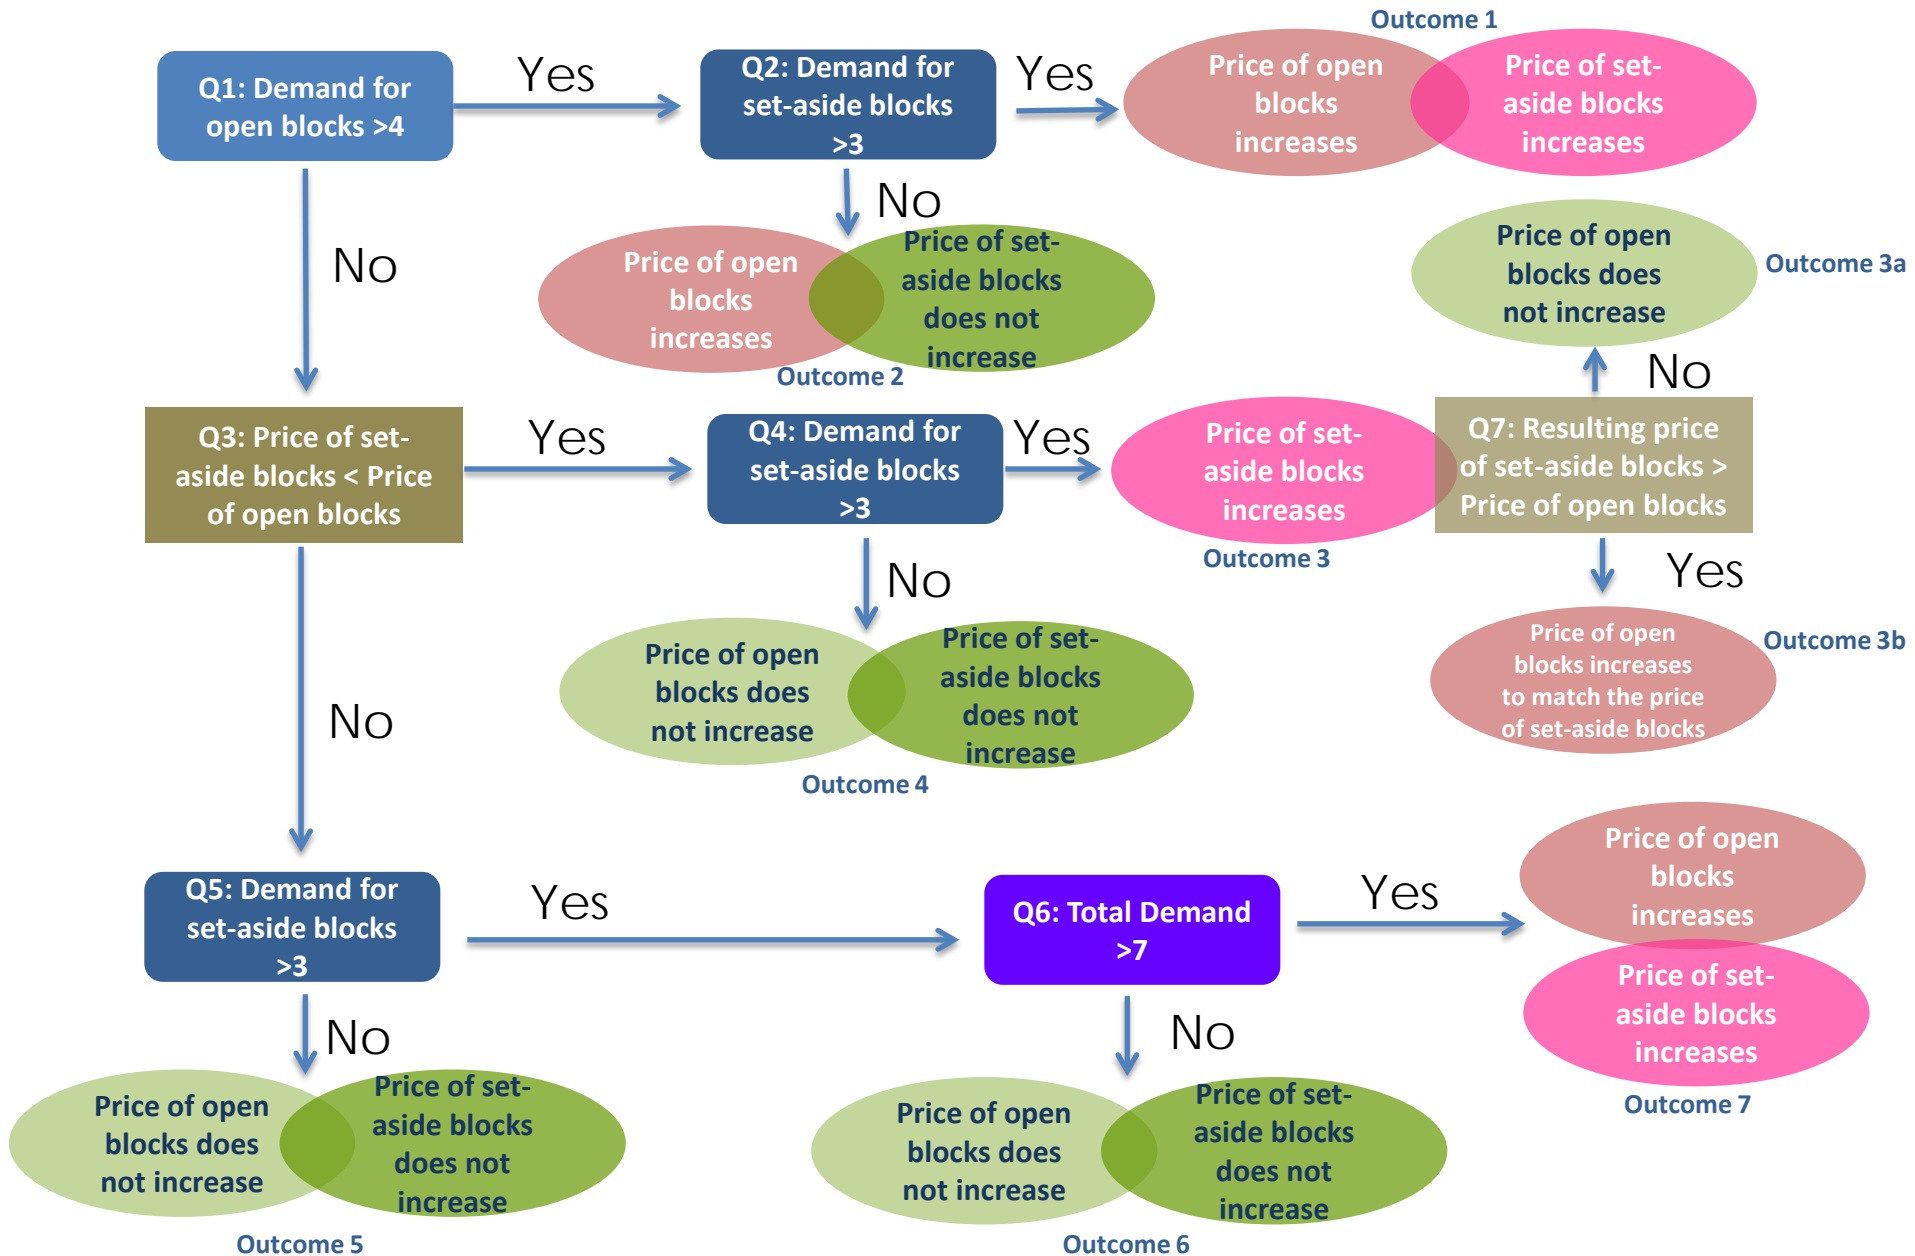 Outcome 1
Q1: Demand for
open blocks >4
Yes
Q2: Demand for
set-aside blocks
>3
Yes
Price of open
blocks
increases
Price of set-
aside blocks
increases
No
No
Price of open
blocks
increases
Price of set-
aside blocks
does not
increase
Outcome 2
Price of open
blocks does
not increase
Outcome 3a
No
Q3: Price of set-
aside blocks < Price
of open blocks
Yes
Q4: Demand for
set-aside blocks
>3
Yes
Price of set-
aside blocks
increases
Outcome 3
Q7: Resulting price
of set-aside blocks >
Price of open blocks
Yes
Price of open
blocks increases
to match the price
of set-aside blocks
Outcome 3b
No
Price of open
blocks does
not increase
Price of set-
aside blocks
does not
increase
Outcome 4
No
Q5: Demand for
set-aside blocks
>3
Yes
Q6: Total Demand
>7
Yes
Price of open
blocks
increases
Price of set-
aside blocks
increases
Outcome 7
No
Price of open
blocks does
not increase
Price of set-
aside blocks
does not
increase
Outcome 5
No
Price of open
blocks does
not increase
Price of set-
aside blocks
does not
increase
Outcome 6